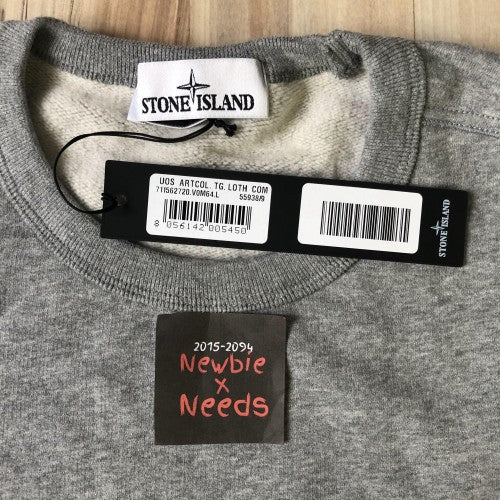 STONE ISLAND
UOS ARTCOL. TG. LOTH COM
711562720.V0M64.L 55938/9
8 056142 005450
STONE ISLAND
2015-2094
Newbie
x
Needs